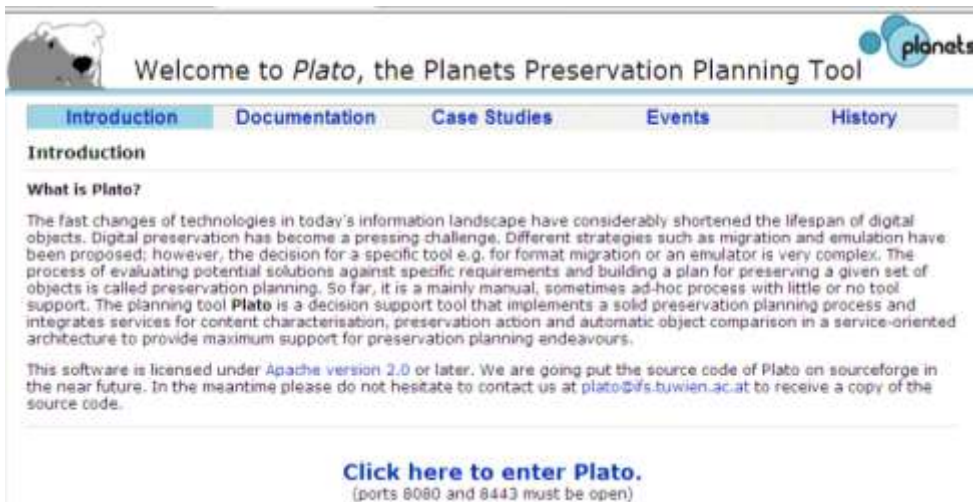 planets
Welcome to Plato, the Planets Preservation Planning Tool
Introduction Documentation Case Studies Events History
Introduction
What is Plato?
The fast changes of technologies in today's information landscape have considerably shortened the lifespan of digital
objects. Digital preservation has become a pressing challenge. Different strategies such as migration and emulation have
been proposed; however, the decision for a specific tool e.g. for format migration or an emulator is very complex. The
process of evaluating potential solutions against specific requirements and building a plan for preserving a given set of
objects is called preservation planning. So far, it is a mainly manual, sometimes ad-hoc process with little or no tool
support. The planning tool Plato is a decision support tool that implements a solid preservation planning process and
integrates services for content characterisation, preservation action and automatic object comparison in a service-oriented
architecture to provide maximum support for preservation planning endeavours.
This software is licensed under Apache version 2.0 or later. We are going put the source code of Plato on sourceforge in
the near future. In the meantime please do not hesitate to contact us at plato@ifs.tuwien.ac.at to receive a copy of the
source code.
Click here to enter Plato.
(ports 8080 and 8443 must be open)